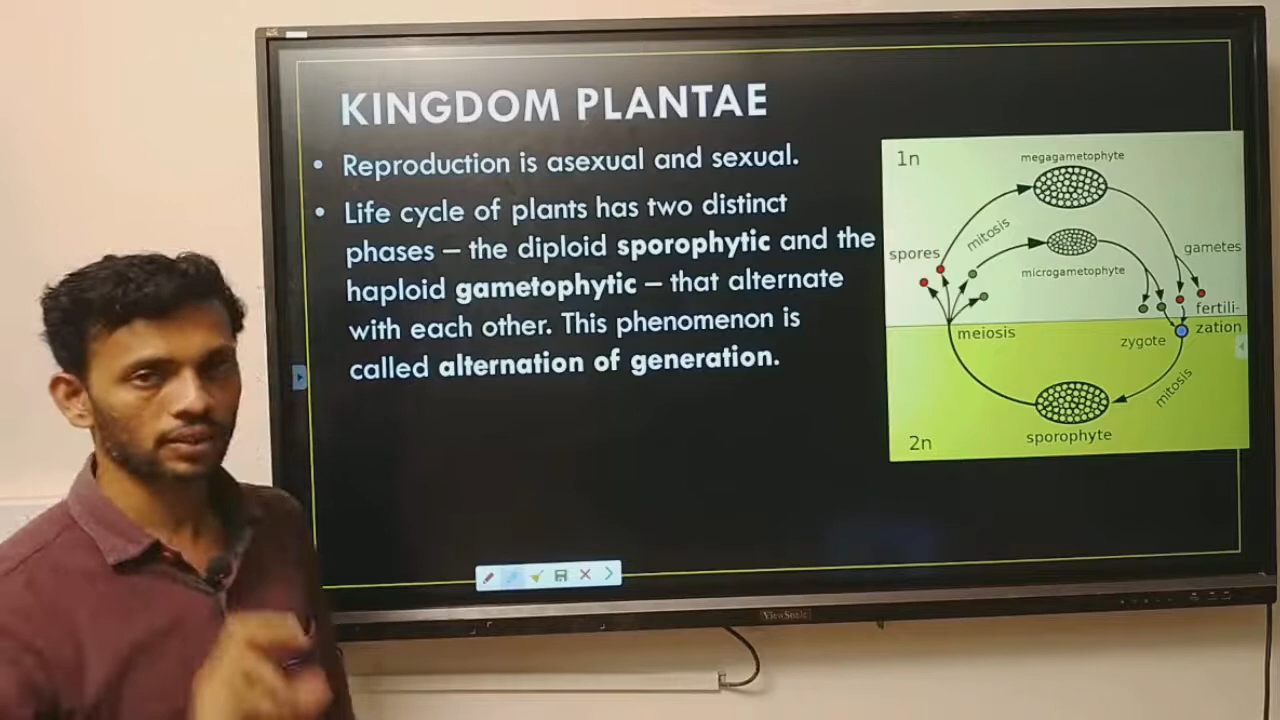 KINGDOM PLANTAE
• Reproduction is asexual and sexual.
• Life cycle of plants has two distinct
phases – the diploid sporophytic and the
haploid gametophytic – that alternate
with each other. This phenomenon is
called alternation of generation.
1n
megagametophyte
mitosis
spores
gametes
microgametophyte
fertili-
zation
meiosis
zygote
mitosis
sporophyte
2n
ViewSonic